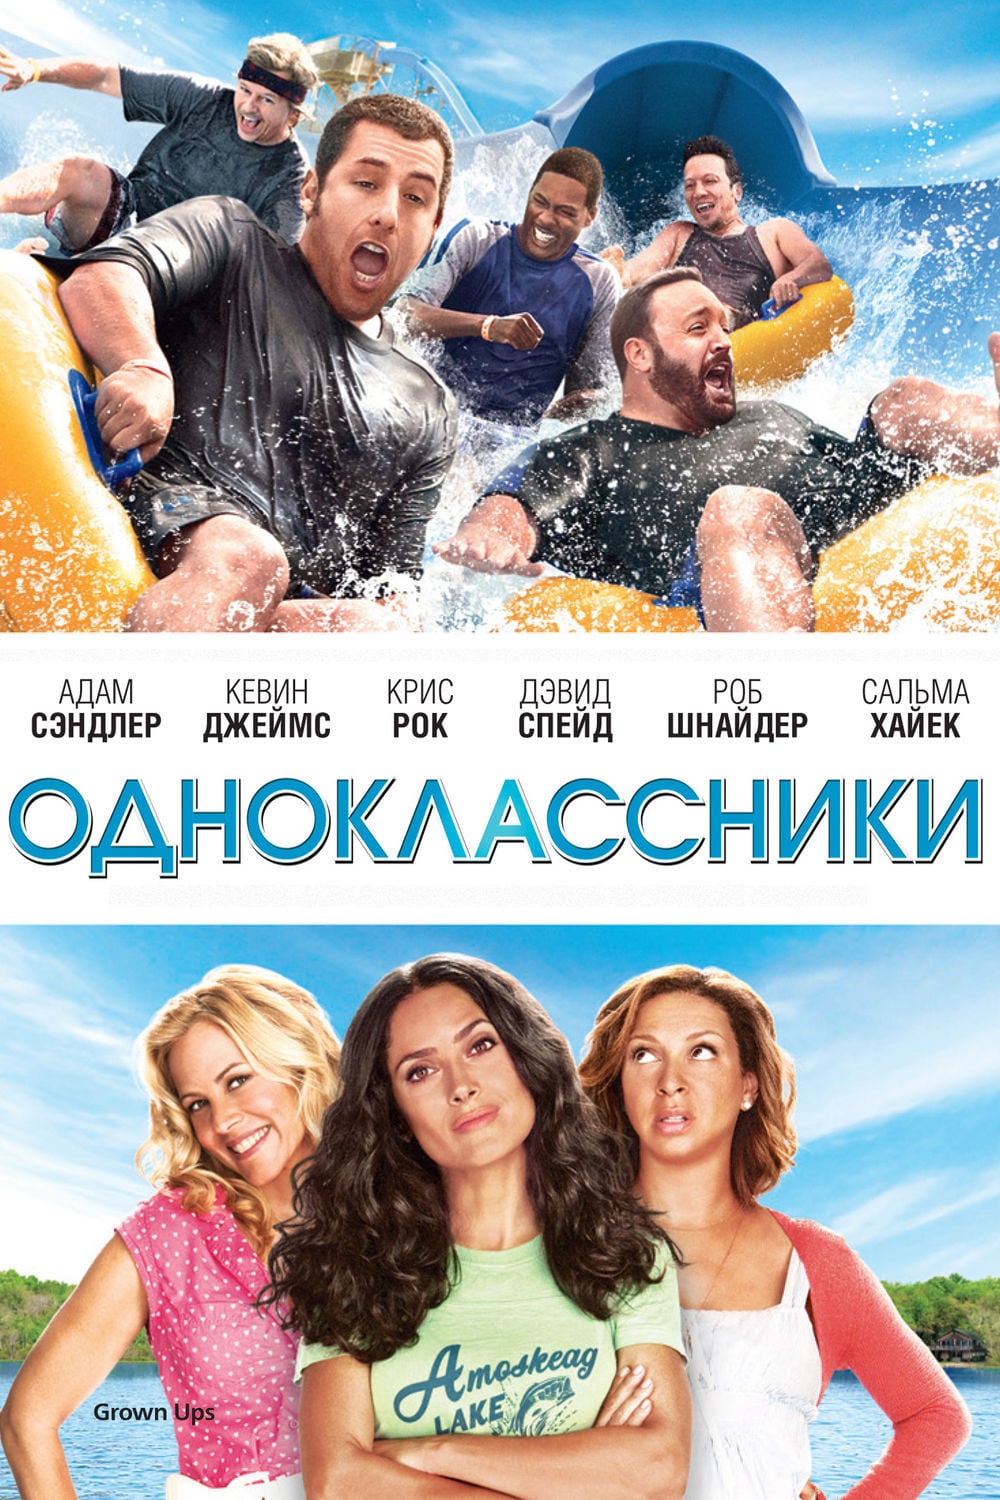 АДАМ КЕВИН КРИС ДЭВИД РОБ САЛЬМА
СЭНДЛЕР ДЖЕЙМС РОК СПЕЙД ШНАЙДЕР ХАЙЕК
ОДНОКЛАССНИКИ
Amoskeag
LAKE
Grown Ups